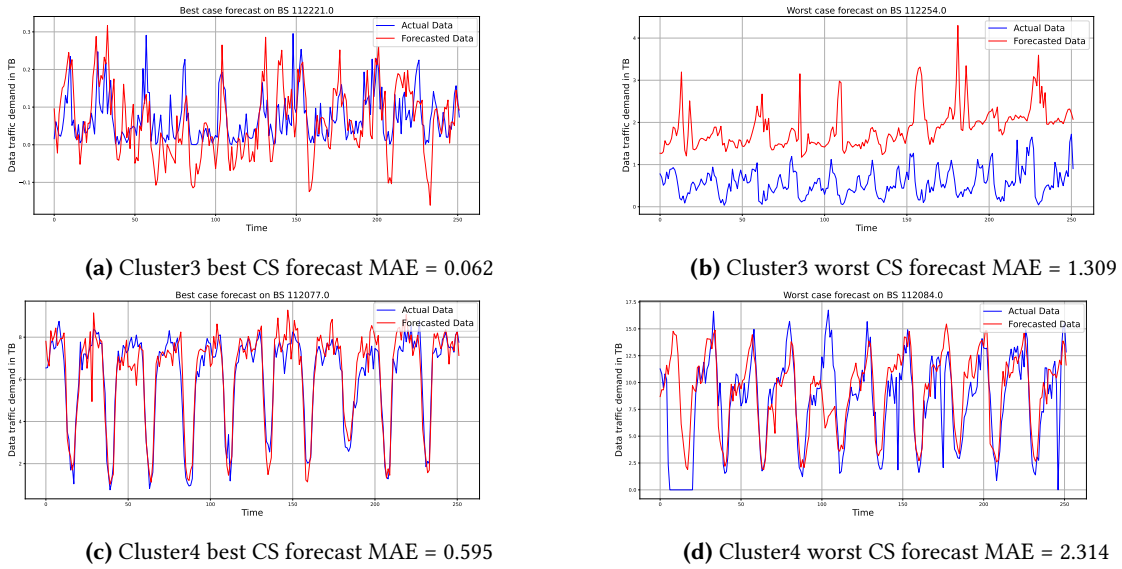 Best case forecast on BS 112221.0
Data traffic demand in TB
0.3
0.2
0.1
0.0
−0.1
Actual Data
Forecasted Data
0 50 100 150 200 250
Time
(a) Cluster3 best CS forecast MAE = 0.062
Worst case forecast on BS 112254.0
Data traffic demand in TB
4
3
2
1
0
Actual Data
Forecasted Data
0 50 100 150 200 250
Time
(b) Cluster3 worst CS forecast MAE = 1.309
Best case forecast on BS 112077.0
Data traffic demand in TB
8
6
4
2
Actual Data
Forecasted Data
0 50 100 150 200 250
Time
(c) Cluster4 best CS forecast MAE = 0.595
Worst case forecast on BS 112084.0
Data traffic demand in TB
17.5
15.0
12.5
10.0
7.5
5.0
2.5
0.0
Actual Data
Forecasted Data
0 50 100 150 200 250
Time
(d) Cluster4 worst CS forecast MAE = 2.314